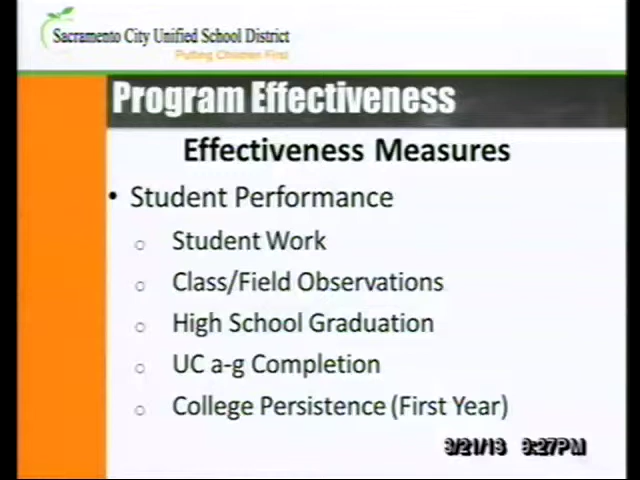 Sacramento City Unified School District
Putting Children First
Program Effectiveness
Effectiveness Measures
• Student Performance
o Student Work
o Class/Field Observations
o High School Graduation
o UC a-g Completion
o College Persistence (First Year)